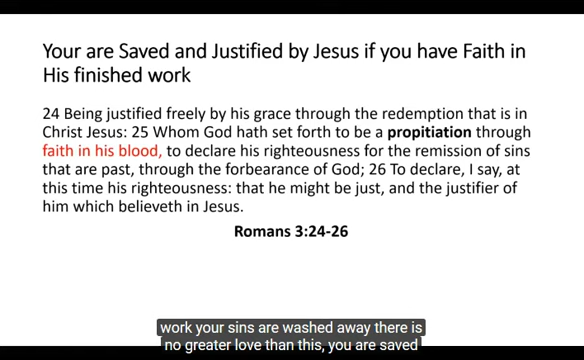 Your are Saved and Justified by Jesus if you have Faith in
His finished work
24 Being justified freely by his grace through the redemption that is in
Christ Jesus: 25 Whom God hath set forth to be a propitiation through
faith in his blood, to declare his righteousness for the remission of sins
that are past, through the forbearance of God; 26 To declare, I say, at
this time his righteousness: that he might be just, and the justifier of
him which believeth in Jesus.
Romans 3:24-26
work your sins are washed away there is
no greater love than this, you are saved